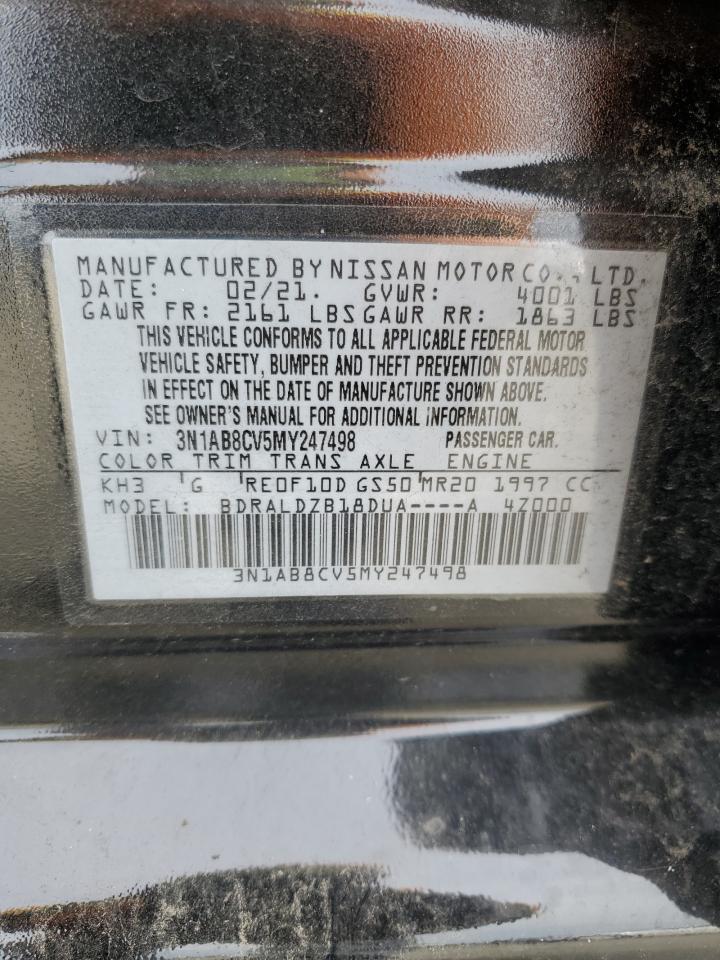 MANUFACTURED BY NISSAN MOTOR CO., LTD.
DATE: 02/21. GVWR: 4001 LBS
GAWR FR: 2161 LBS GAWR RR: 1863 LBS
THIS VEHICLE CONFORMS TO ALL APPLICABLE FEDERAL MOTOR
VEHICLE SAFETY, BUMPER AND THEFT PREVENTION STANDARDS
IN EFFECT ON THE DATE OF MANUFACTURE SHOWN ABOVE.
SEE OWNER'S MANUAL FOR ADDITIONAL INFORMATION.
VIN: 3N1AB8CV5MY247498 PASSENGER CAR.
COLOR TRIM TRANS AXLE ENGINE
KH3 G RE0F10D GS50 MR20 1997 CC
MODEL: BDRALDZB18DUA----A 4Z000
3N1AB8CV5MY247498